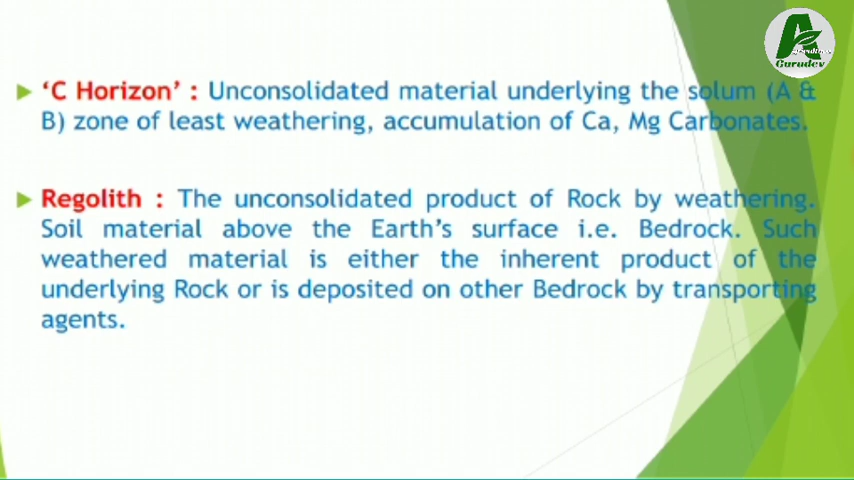 ‘C Horizon’ : Unconsolidated material underlying the solum (A &
B) zone of least weathering, accumulation of Ca, Mg Carbonates.
Regolith : The unconsolidated product of Rock by weathering.
Soil material above the Earth’s surface i.e. Bedrock. Such
weathered material is either the inherent product of the
underlying Rock or is deposited on other Bedrock by transporting
agents.
A
Gurudev